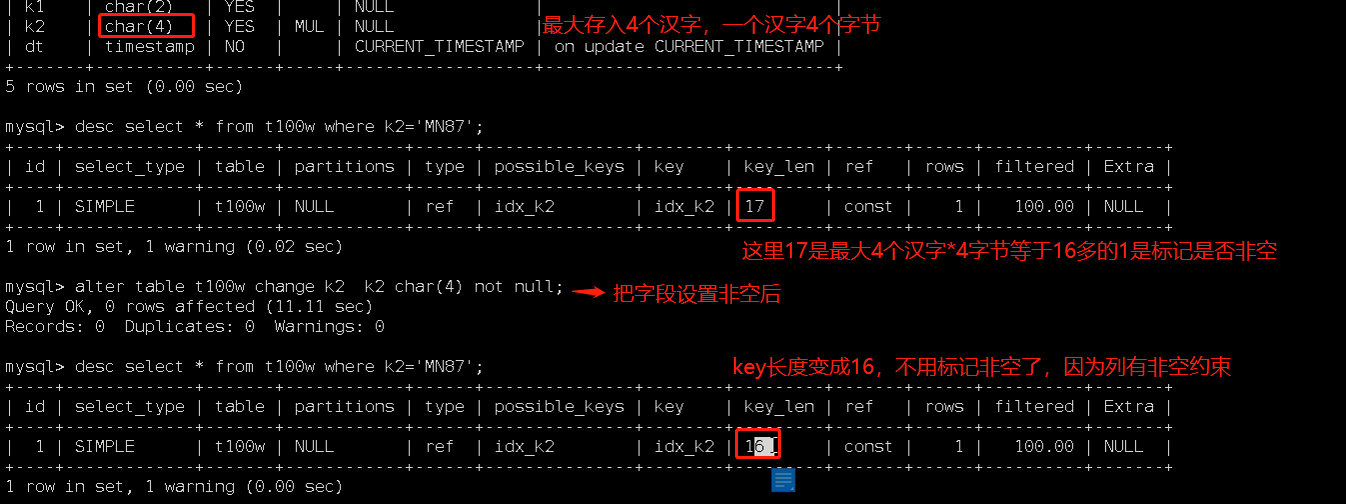 | k1 | char(2) | YES | | NULL | |
| k2 | char(4) | YES | MUL | NULL | | 最大存入4个汉字，一个汉字4个字节
| dt | timestamp | NO | | CURRENT_TIMESTAMP | on update CURRENT_TIMESTAMP |
+-------+-----------+------+-----+-------------------+-----------------------------+
5 rows in set (0.00 sec)
mysql> desc select * from t100w where k2='MN87';
+----+-------------+-------+------------+------+---------------+--------+---------+-------+------+----------+-------+
| id | select_type | table | partitions | type | possible_keys | key | key_len | ref | rows | filtered | Extra |
+----+-------------+-------+------------+------+---------------+--------+---------+-------+------+----------+-------+
| 1 | SIMPLE | t100w | NULL | ref | idx_k2 | idx_k2 | 17 | const | 1 | 100.00 | NULL |
+----+-------------+-------+------------+------+---------------+--------+---------+-------+------+----------+-------+
1 row in set, 1 warning (0.02 sec)
这里17是最大4个汉字*4字节等于16多的1是标记是否非空
mysql> alter table t100w change k2  k2 char(4) not null; 把字段设置非空后
Query OK, 0 rows affected (11.11 sec)
Records: 0  Duplicates: 0  Warnings: 0
mysql> desc select * from t100w where k2='MN87'; key长度变成16，不用标记非空了，因为列有非空约束
+----+-------------+-------+------------+------+---------------+--------+---------+-------+------+----------+-------+
| id | select_type | table | partitions | type | possible_keys | key | key_len | ref | rows | filtered | Extra |
+----+-------------+-------+------------+------+---------------+--------+---------+-------+------+----------+-------+
| 1 | SIMPLE | t100w | NULL | ref | idx_k2 | idx_k2 | 16 | const | 1 | 100.00 | NULL |
+----+-------------+-------+------------+------+---------------+--------+---------+-------+------+----------+-------+
1 row in set, 1 warning (0.00 sec)